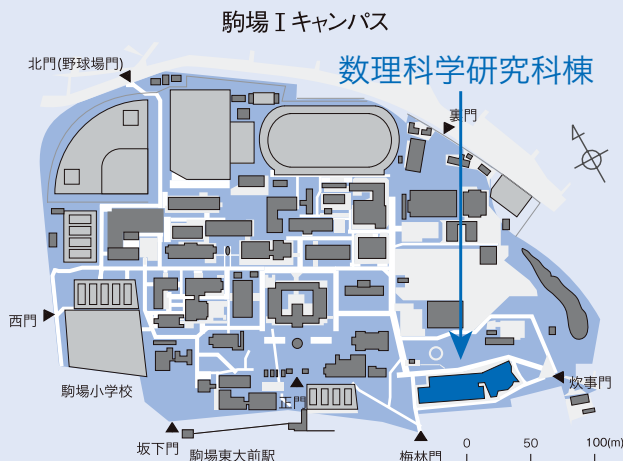 駒場Ⅰキャンパス
北門(野球場門)
数理科学研究科棟
裏門
西門
駒場小学校
正門
炊事門
坂下門
駒場東大前駅
梅林門
0 50 100(m)